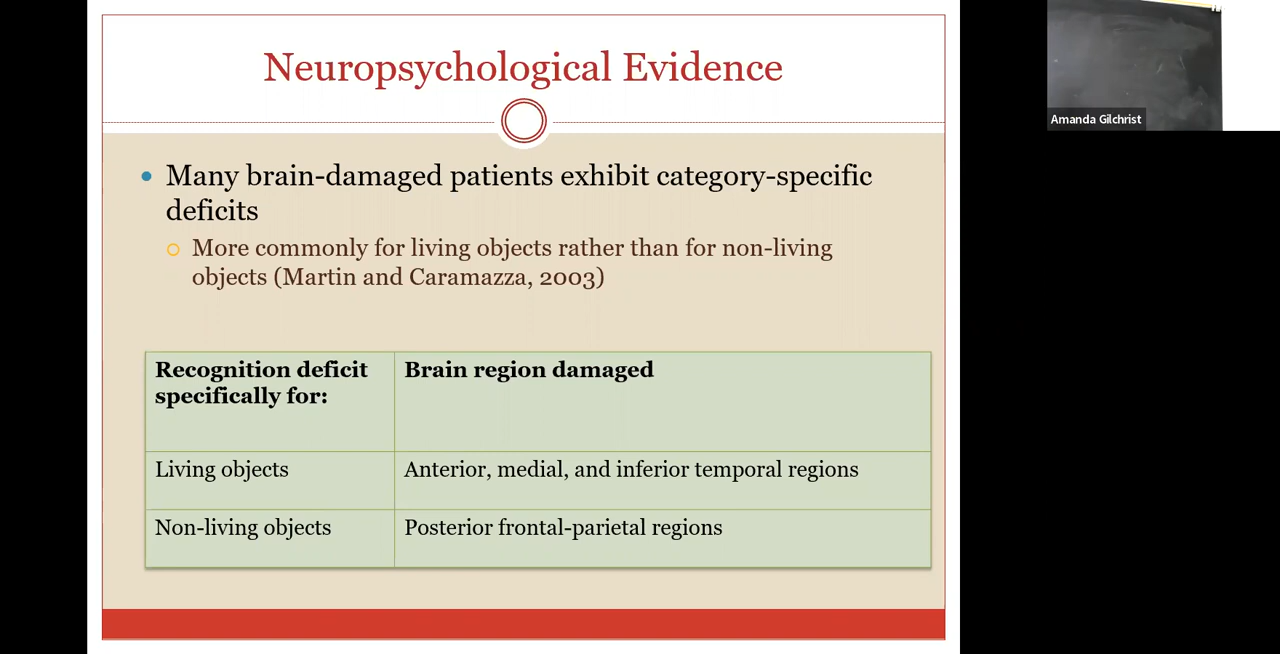 Neuropsychological Evidence
Amanda Gilchrist
Many brain-damaged patients exhibit category-specific
deficits
More commonly for living objects rather than for non-living
objects (Martin and Caramazza, 2003)
Recognition deficit
specifically for:
Brain region damaged
Living objects
Anterior, medial, and inferior temporal regions
Non-living objects
Posterior frontal-parietal regions